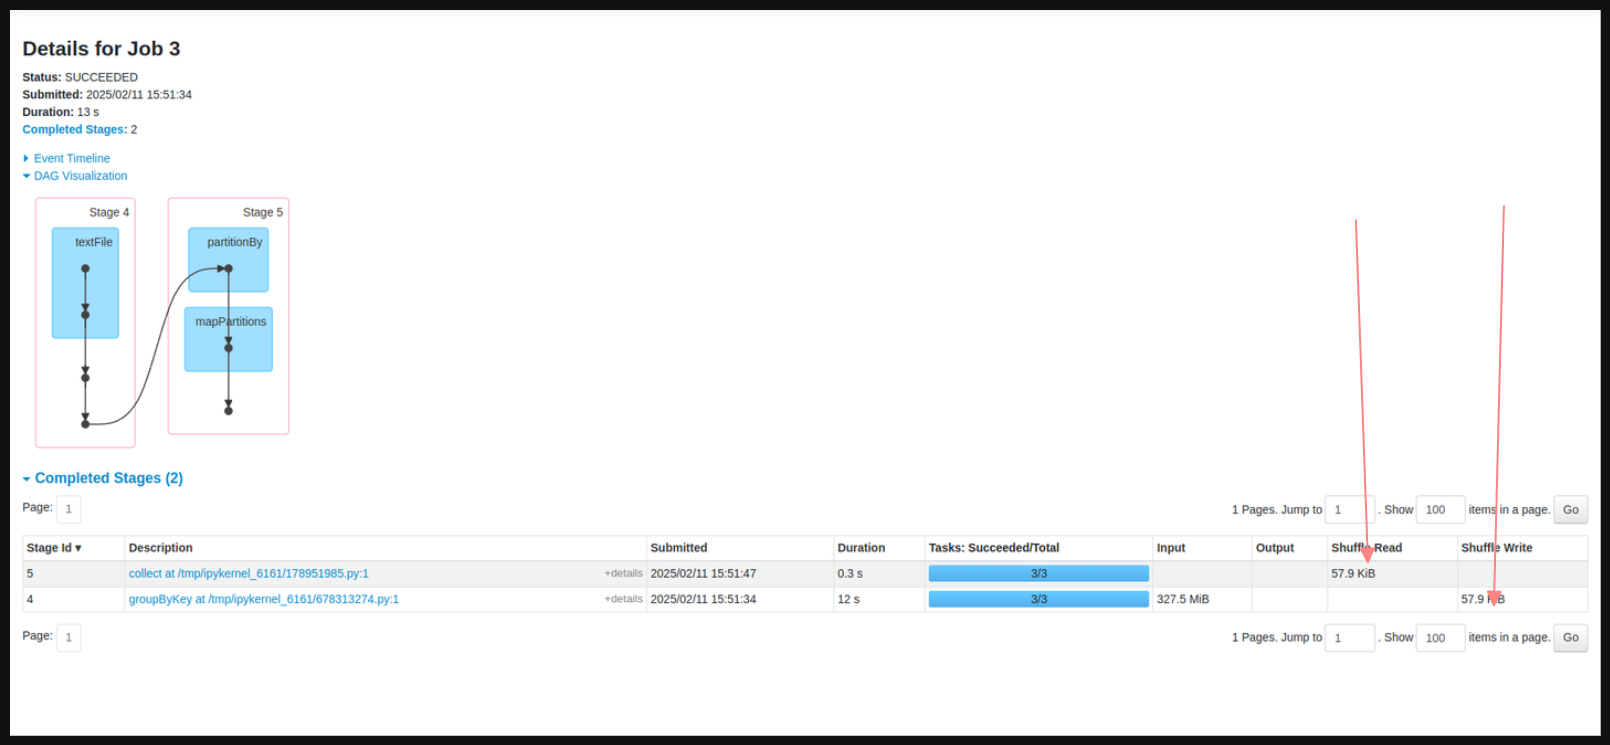 Details for Job 3
Status: SUCCEEDED
Submitted: 2025/02/11 15:51:34
Duration: 13 s
Completed Stages: 2
Event Timeline
DAG Visualization
Stage 4
Stage 5
textFile
partitionBy
mapPartitions
Completed Stages (2)
Page: 1
1 Pages. Jump to 1 . Show 100 items in a page. Go
Stage Id ▾ Description Submitted Duration Tasks: Succeeded/Total Input Output Shuffle Read Shuffle Write
5 collect at /tmp/ipykernel_6161/178951985.py:1 +details 2025/02/11 15:51:47 0.3 s 3/3 57.9 KiB
4 groupByKey at /tmp/ipykernel_6161/678313274.py:1 +details 2025/02/11 15:51:34 12 s 3/3 327.5 MiB 57.9 KiB
Page: 1
1 Pages. Jump to 1 . Show 100 items in a page. Go